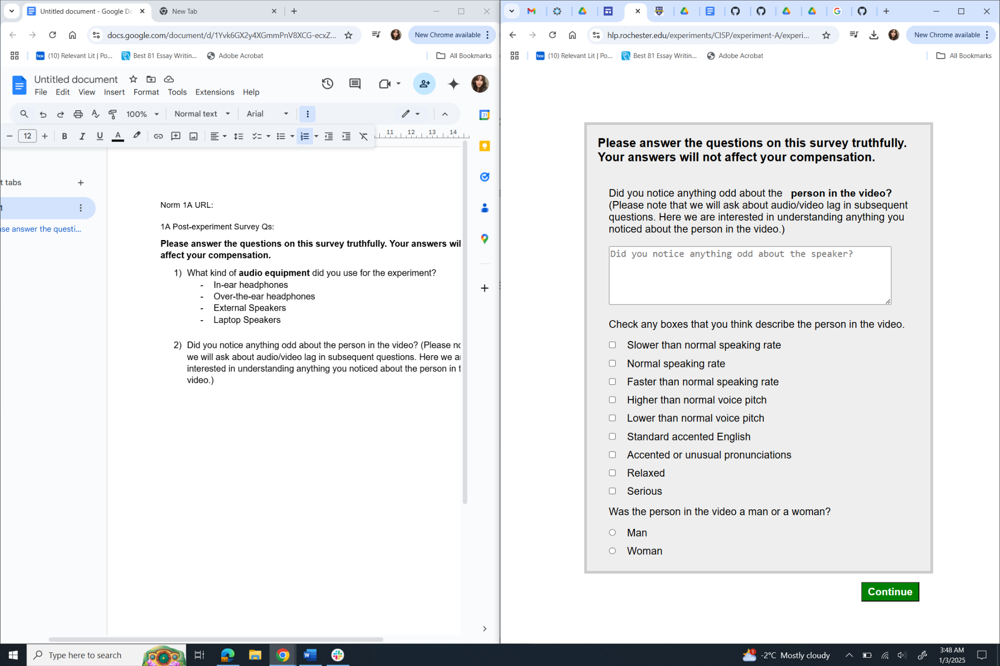 Untitled document - Google Do
New Tab
docs.google.com/document/d/1Yvk6GX2y4XGmmPnV8XCG-ecxZ...
New Chrome available
(10) Relevant Lit | Po...
Best 81 Essay Writin...
Adobe Acrobat
All Bookmarks
Untitled document
File Edit View Insert Format Tools Extensions Help
100% Normal text Arial
12
11 12 13 14
t tabs
1
se answer the questi...
Norm 1A URL:
1A Post-experiment Survey Qs:
Please answer the questions on this survey truthfully. Your answers wil
affect your compensation.
1) What kind of audio equipment did you use for the experiment?
- In-ear headphones
- Over-the-ear headphones
- External Speakers
- Laptop Speakers
2) Did you notice anything odd about the person in the video? (Please no
we will ask about audio/video lag in subsequent questions. Here we ar
interested in understanding anything you noticed about the person in t
video.)
31
hlp.rochester.edu/experiments/CISP/experiment-A/experi...
New Chrome available
box
(10) Relevant Lit | Po...
Best 81 Essay Writin...
Adobe Acrobat
All Bookmarks
Please answer the questions on this survey truthfully.
Your answers will not affect your compensation.
Did you notice anything odd about the person in the video?
(Please note that we will ask about audio/video lag in subsequent
questions. Here we are interested in understanding anything you
noticed about the person in the video.)
Did you notice anything odd about the speaker?
Check any boxes that you think describe the person in the video.
Slower than normal speaking rate
Normal speaking rate
Faster than normal speaking rate
Higher than normal voice pitch
Lower than normal voice pitch
Standard accented English
Accented or unusual pronunciations
Relaxed
Serious
Was the person in the video a man or a woman?
Man
Woman
Continue
Type here to search
-2°C Mostly cloudy
3:48 AM
1/3/2025